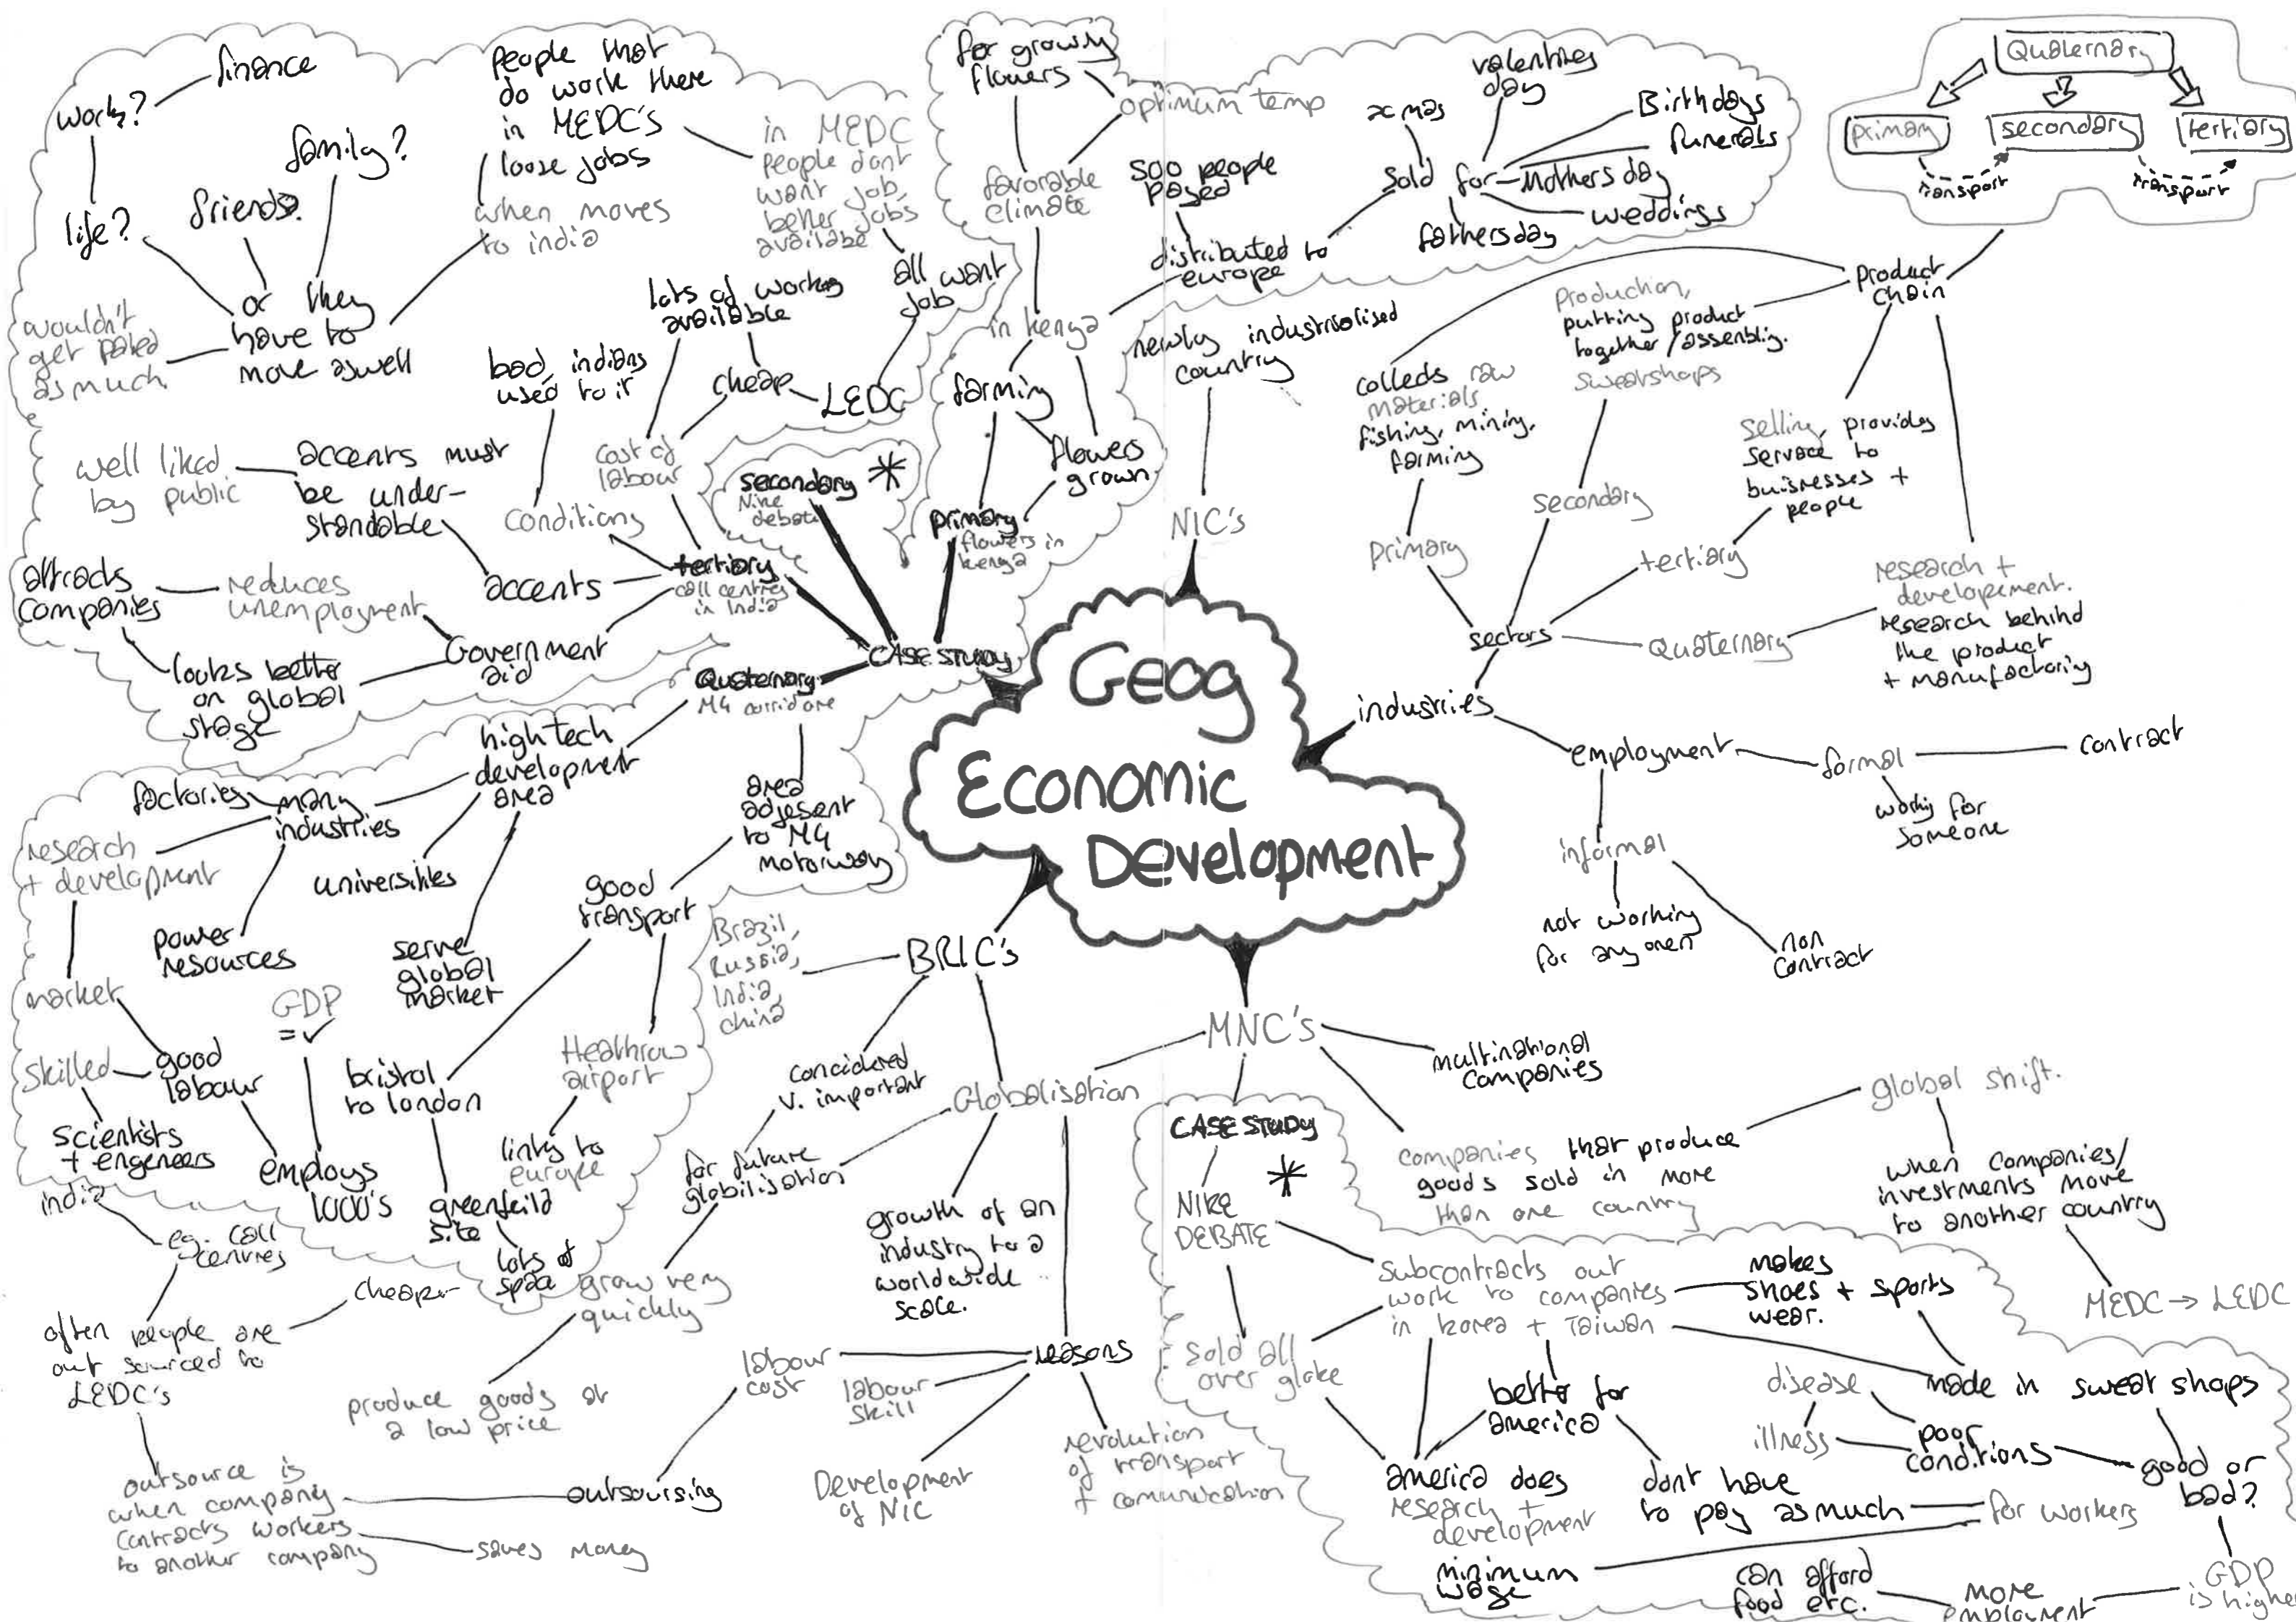 finance
work?
life?
friends?
family?
or they
have to
move aswell
wouldn't
get paied
as much
People that
do work there
in MEDC's
loose jobs
when moves
to india
in MEDC
people dont
want job,
better jobs
available
all want
job
LEDC
cheap
lots of workers
available
cost of
labour
bad, indians
used to it
conditions
well liked
by public
accents must
be under-
standable
accents
attracts
companies
reduces
unemployment
looks better
on global
stage
Government
aid
tertiary
call centres
in India
secondary *
Nike
debate
primary
flowers in
kenya
CASE STUDY
Quaternary
M4 corridore
for growing
flowers
optimum temp
favorable
climate
in kenya
farming
flowers
grown
500 people
payed
distributed to
europe
sold for
xmas
valentines
day
Birthdays
funerals
Mothers day
weddings
fathersday
newly industrialised
country
NIC's
Quaternary
primary
secondary
tertiary
transport
transport
product
chain
production,
putting product
together/assembling.
sweatshops
collects raw
materials
fishing, mining,
farming
selling, provides
service to
buisnesses +
people
primary
secondary
tertiary
Quaternary
research +
developement.
research behind
the product
+ manufactoring
sectors
industries
employment
formal
contract
working for
someone
informal
not working
for any one
non
contract
Geog
Economic
Development
high tech
development
area
factories
many
industries
research
+ development
universities
power
resources
serve
global
market
market
good
labour
skilled
scientists
+ engeneers
employs
1000's
GDP
= ✓
area
adjesent
to M4
motorway
good
transport
bristol
to london
greenfeild
site
lots of
space
Heathrow
airport
links to
europe
BRIC's
Brazil,
Russia,
India,
china
concidered
v. important
for future
globilisation
grow very
quickly
produce goods at
a low price
Globalisation
growth of an
industry to a
worldwide
scale.
reasons
labour
cost
labour
skill
Development
of NIC
revolution
of transport
+ comunication
outsoursing
outsource is
when company
contracts workers
to another company
saves money
often people are
out sourced to
LEDC's
cheaper
eg. call
centres
india
MNC's
multinational
companies
companies that produce
goods sold in more
than one country
global shift.
when companies/
investments move
to another country
MEDC → LEDC
CASE STUDY
*
NIKE
DEBATE
subcontracts out
work to companies
in korea + Taiwan
sold all
over globe
makes
shoes + sports
wear.
made in sweat shops
good or
bad?
poor
conditions
disease
illness
better for
america
america does
research +
development
dont have
to pay as much
for workers
minimum
wage
can afford
food etc.
more
employment
GDP
is higher